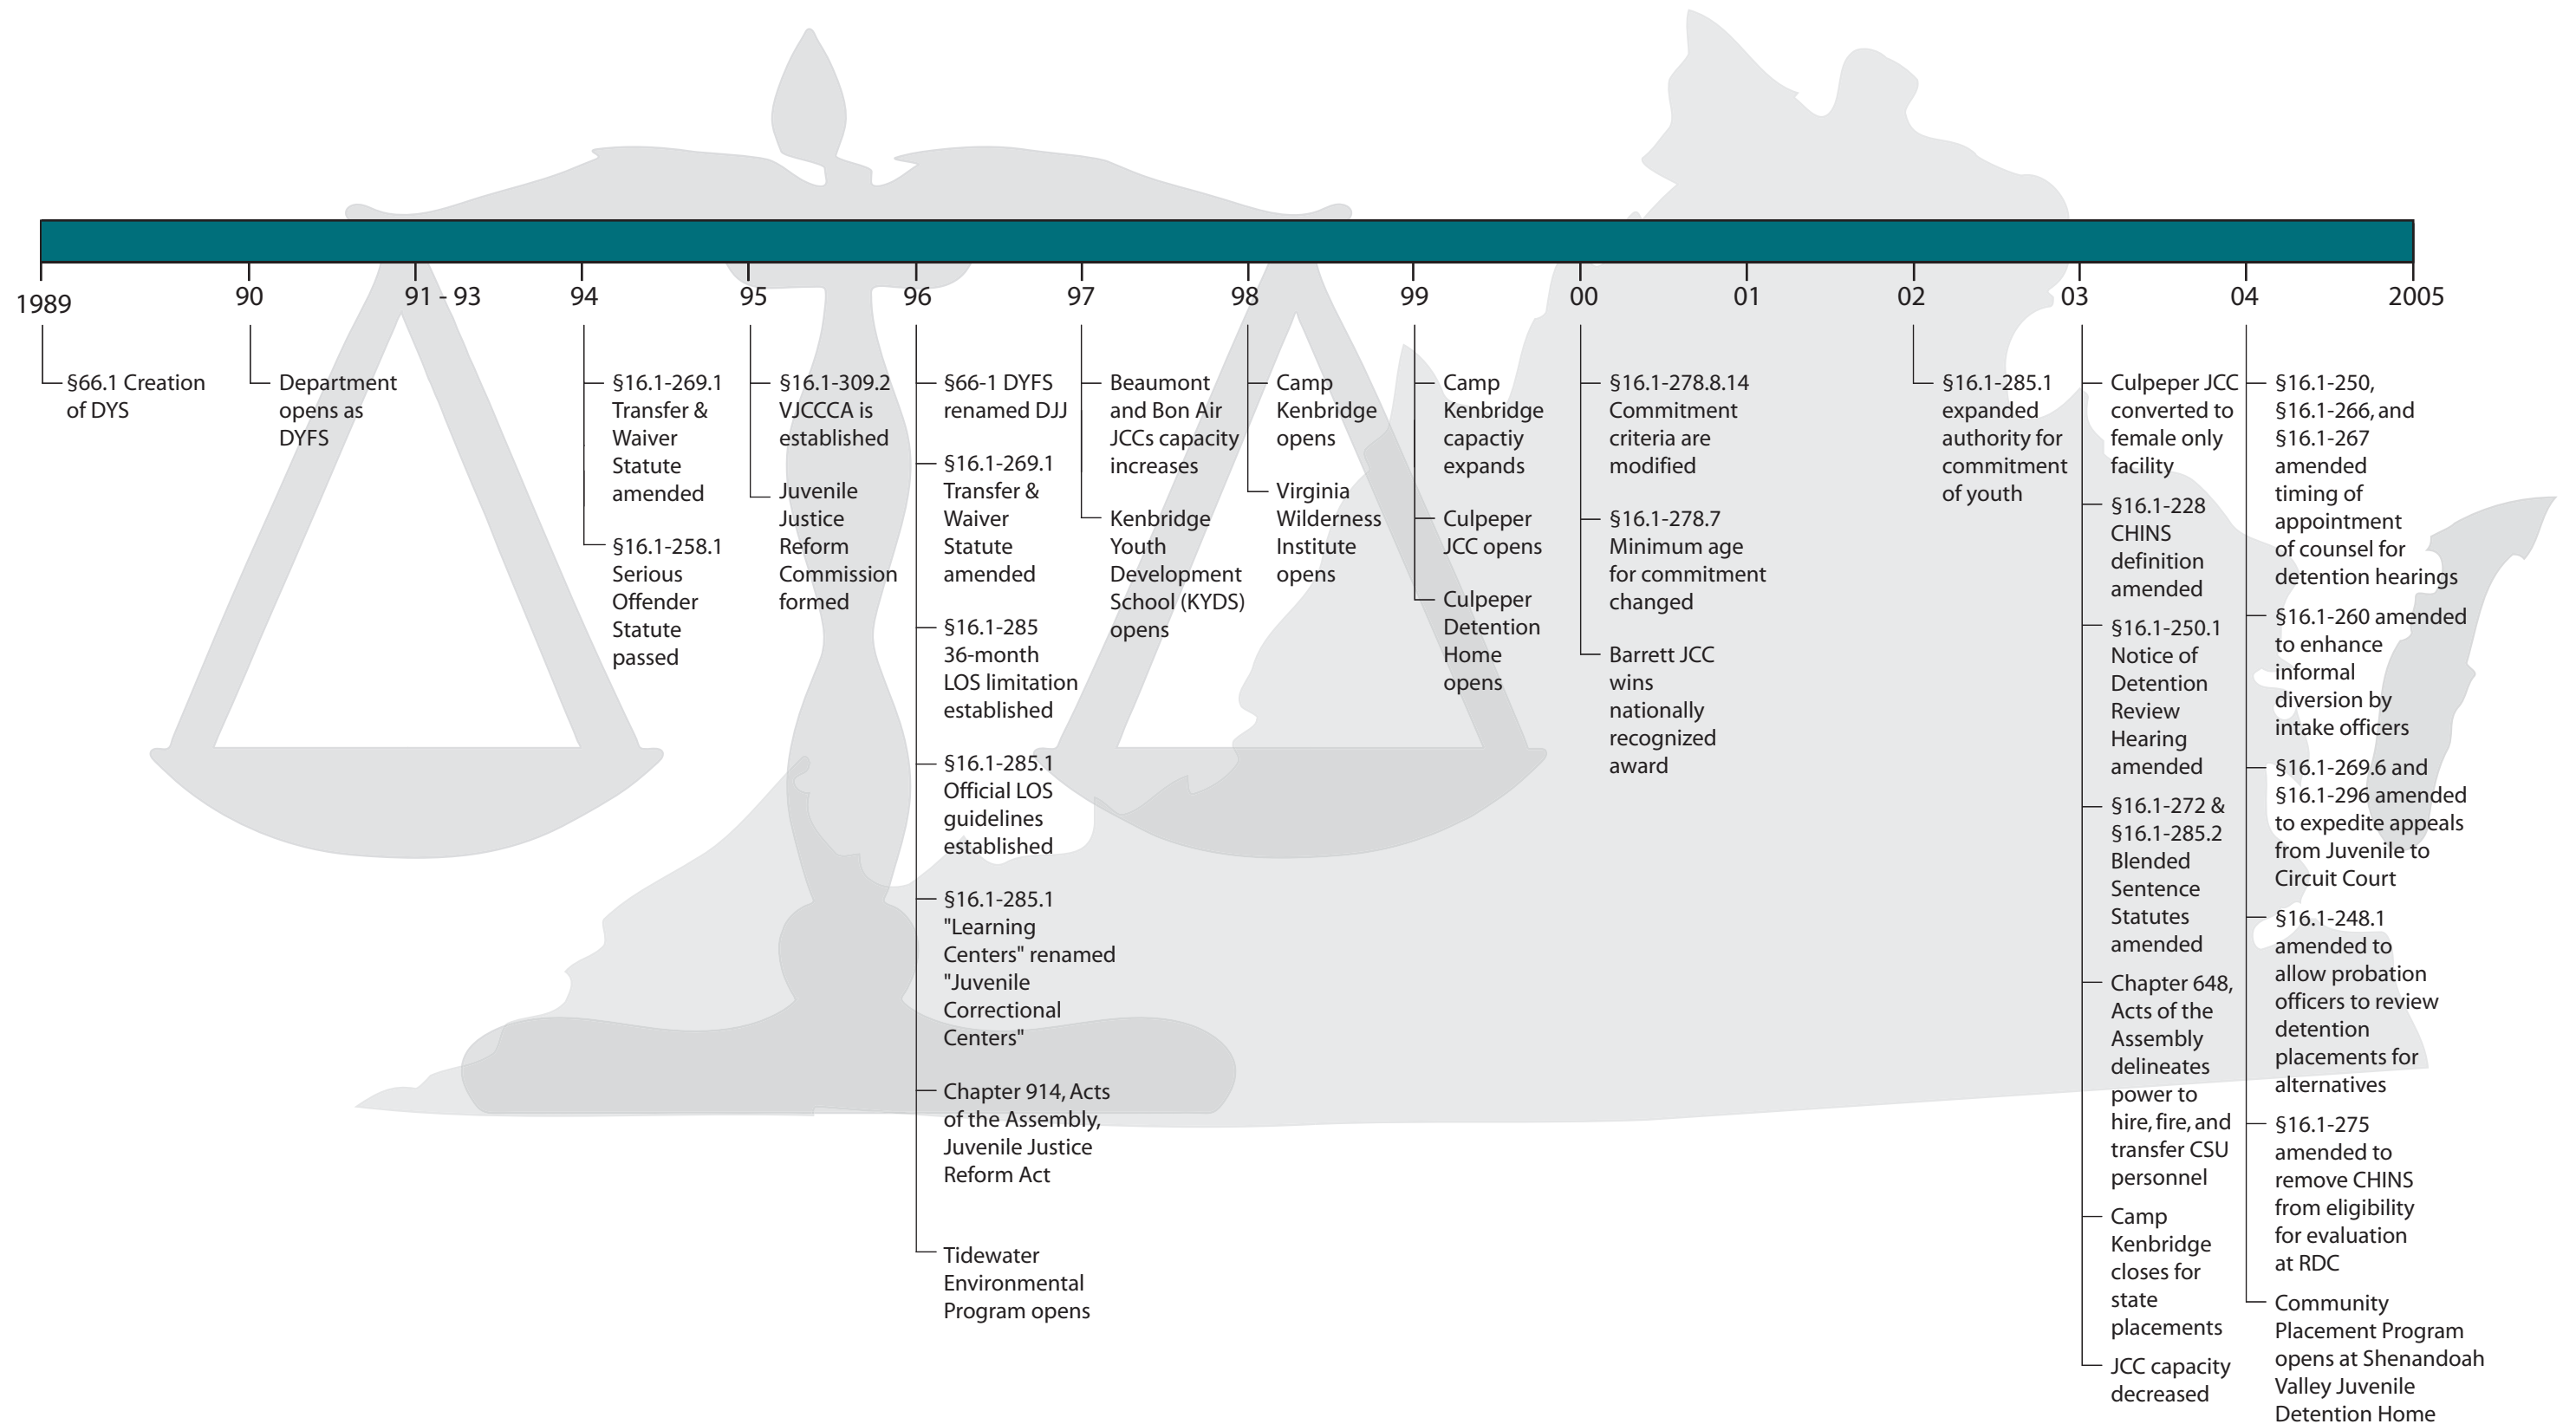 1989
90
91 - 93
94
95
96
97
98
99
00
01
02
03
04
2005
§66.1 Creation
of DYS
Department
opens as
DYFS
§16.1-269.1
Transfer &
Waiver
Statute
amended
§16.1-258.1
Serious
Offender
Statute
passed
§16.1-309.2
VJCCCA is
established
Juvenile
Justice
Reform
Commission
formed
§66-1 DYFS
renamed DJJ
§16.1-269.1
Transfer &
Waiver
Statute
amended
§16.1-285
36-month
LOS limitation
established
§16.1-285.1
Official LOS
guidelines
established
§16.1-285.1
"Learning
Centers" renamed
"Juvenile
Correctional
Centers"
Chapter 914, Acts
of the Assembly,
Juvenile Justice
Reform Act
Tidewater
Environmental
Program opens
Beaumont
and Bon Air
JCCs capacity
increases
Kenbridge
Youth
Development
School (KYDS)
opens
Camp
Kenbridge
opens
Virginia
Wilderness
Institute
opens
Camp
Kenbridge
capactiy
expands
Culpeper
JCC opens
Culpeper
Detention
Home
opens
§16.1-278.8.14
Commitment
criteria are
modified
§16.1-278.7
Minimum age
for commitment
changed
Barrett JCC
wins
nationally
recognized
award
§16.1-285.1
expanded
authority for
commitment
of youth
Culpeper JCC
converted to
female only
facility
§16.1-228
CHINS
definition
amended
§16.1-250.1
Notice of
Detention
Review
Hearing
amended
§16.1-272 &
§16.1-285.2
Blended
Sentence
Statutes
amended
Chapter 648,
Acts of the
Assembly
delineates
power to
hire, fire, and
transfer CSU
personnel
Camp
Kenbridge
closes for
state
placements
JCC capacity
decreased
§16.1-250,
§16.1-266, and
§16.1-267
amended
timing of
appointment
of counsel for
detention hearings
§16.1-260 amended
to enhance
informal
diversion by
intake officers
§16.1-269.6 and
§16.1-296 amended
to expedite appeals
from Juvenile to
Circuit Court
§16.1-248.1
amended to
allow probation
officers to review
detention
placements for
alternatives
§16.1-275
amended to
remove CHINS
from eligibility
for evaluation
at RDC
Community
Placement Program
opens at Shenandoah
Valley Juvenile
Detention Home